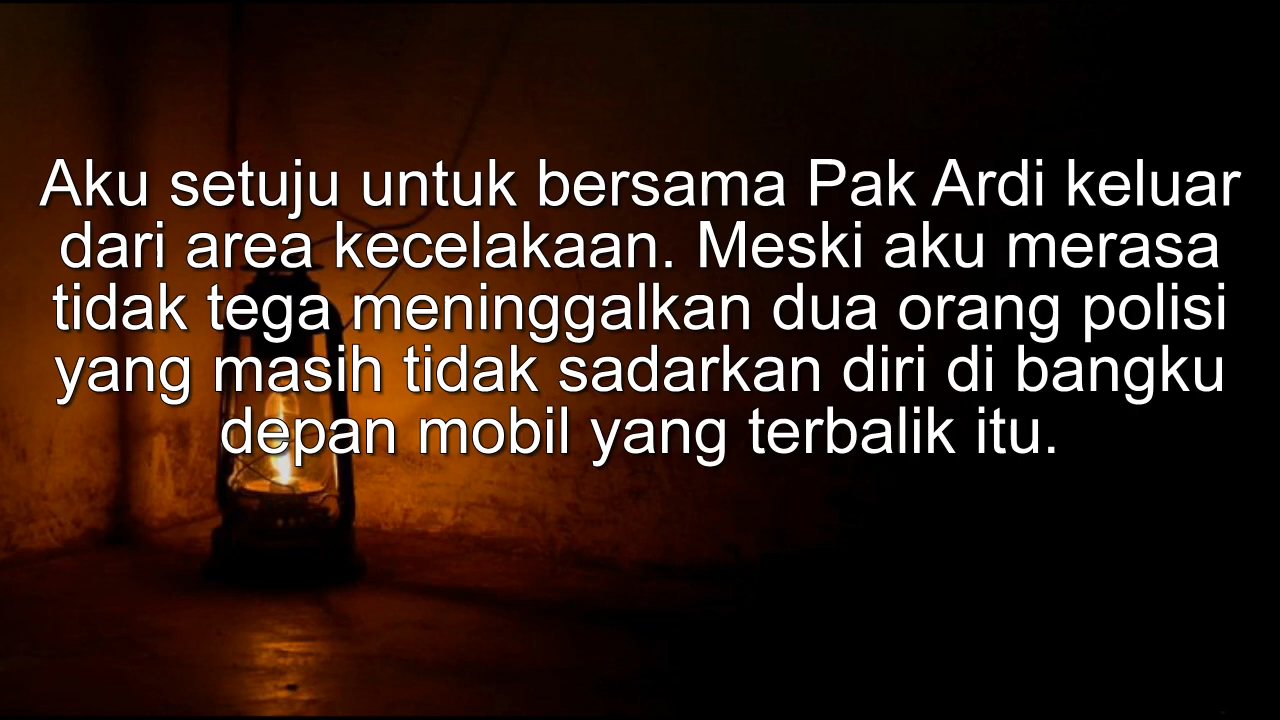 Aku setuju untuk bersama Pak Ardi keluar
dari area kecelakaan. Meski aku merasa
tidak tega meninggalkan dua orang polisi
yang masih tidak sadarkan diri di bangku
depan mobil yang terbalik itu.